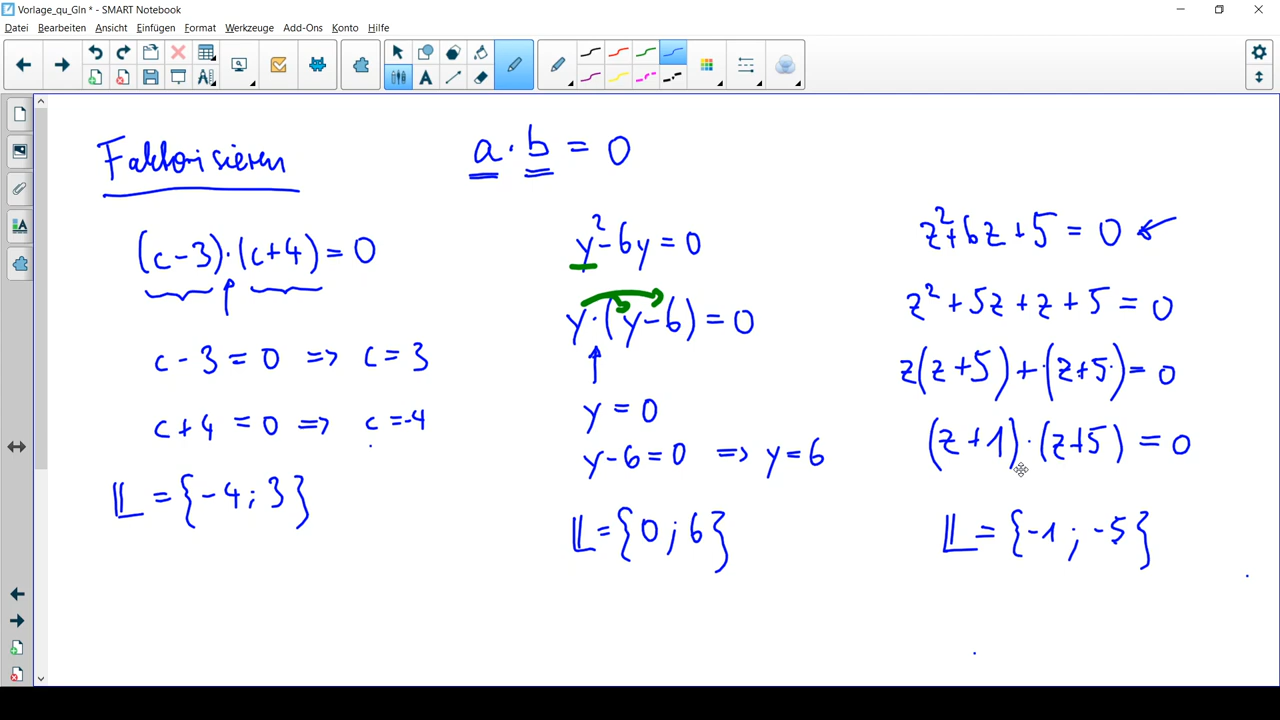 Vorlage_qu_Gln * - SMART Notebook
Datei Bearbeiten Ansicht Einfügen Format Werkzeuge Add-Ons Konto Hilfe
Faktorisieren
a · b = 0
(c-3)·(c+4) = 0
c - 3 = 0 => c = 3
c + 4 = 0 => c = -4
𝕃 = {-4; 3}
y² - 6y = 0
y·(y-6) = 0
y = 0
y-6 = 0 => y = 6
𝕃 = {0; 6}
z² + 6z + 5 = 0
z² + 5z + z + 5 = 0
z(z+5) + (z+5) = 0
(z+1)·(z+5) = 0
𝕃 = {-1; -5}